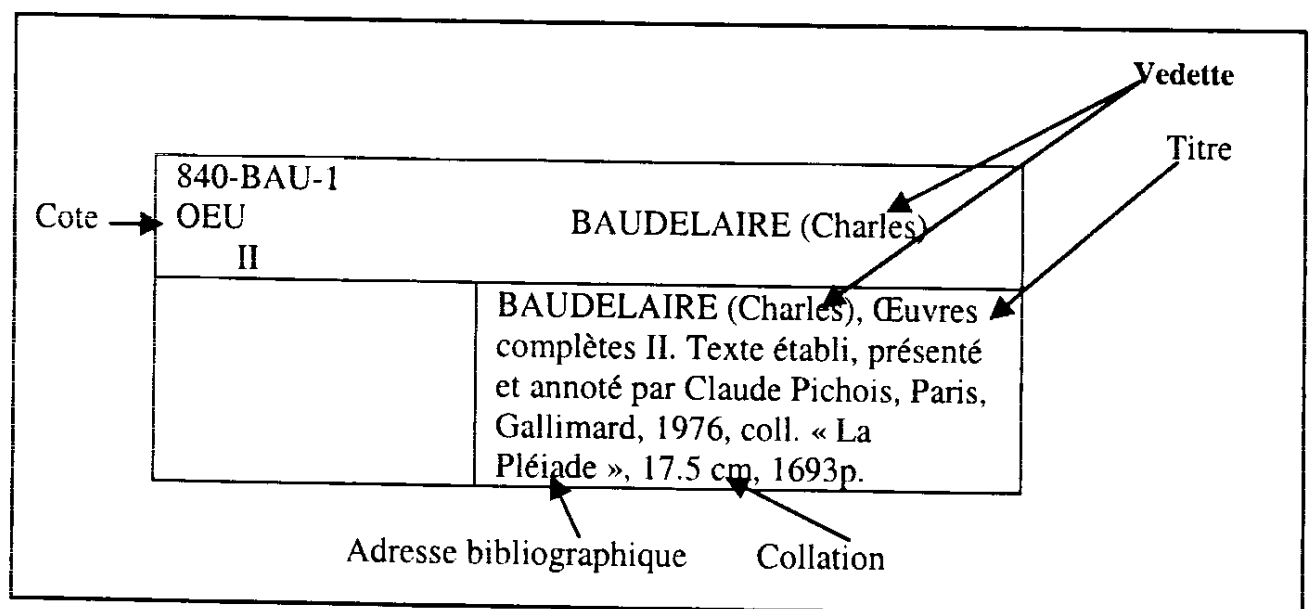 Vedette
Titre
840-BAU-1
Cote OEU
II
BAUDELAIRE (Charles)
BAUDELAIRE (Charles), Œuvres
complètes II. Texte établi, présenté
et annoté par Claude Pichois, Paris,
Gallimard, 1976, coll. « La
Pléiade », 17.5 cm, 1693p.
Adresse bibliographique
Collation